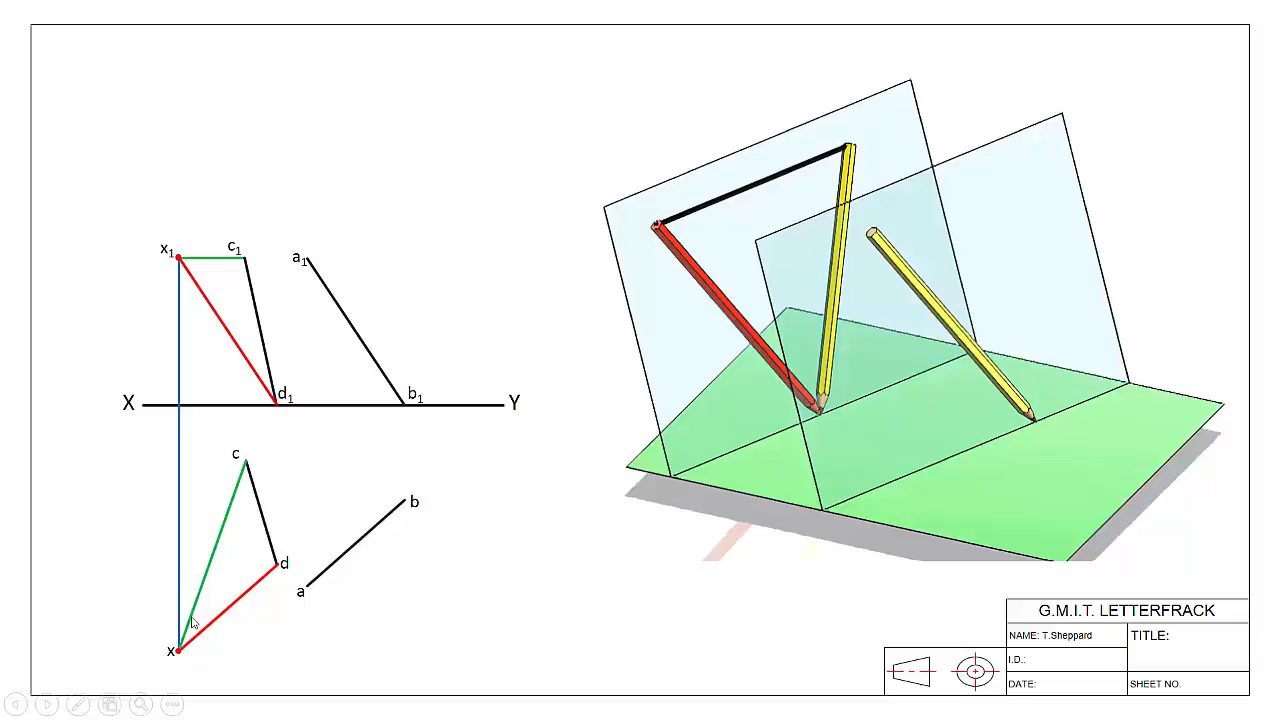 x1
c1
a1
X
d1
b1
Y
c
b
d
a
x
G.M.I.T. LETTERFRACK
NAME: T.Sheppard
TITLE:
I.D.:
DATE:
SHEET NO.